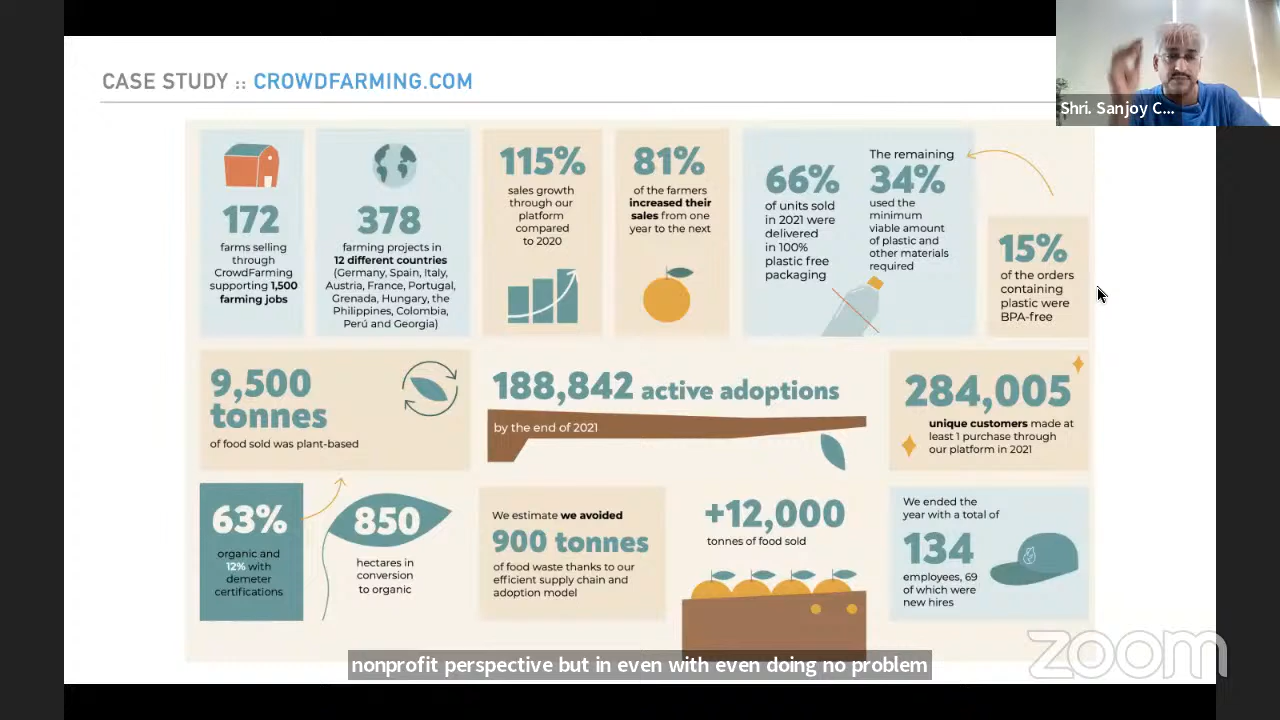 CASE STUDY :: CROWDFARMING.COM
Shri. Sanjoy C...
172
farms selling
through
CrowdFarming
supporting 1,500
farming jobs
378
farming projects in
12 different countries
(Germany, Spain, Italy,
Austria, France, Portugal,
Grenada, Hungary, the
Philippines, Colombia,
Perú and Georgia)
115%
sales growth
through our
platform
compared
to 2020
81%
of the farmers
increased their
sales from one
year to the next
66%
of units sold
in 2021 were
delivered
in 100%
plastic free
packaging
The remaining
34%
used the
minimum
viable amount
of plastic and
other materials
required
15%
of the orders
containing
plastic were
BPA-free
9,500
tonnes
of food sold was plant-based
188,842 active adoptions
by the end of 2021
284,005
unique customers made at
least 1 purchase through
our platform in 2021
63%
organic and
12% with
demeter
certifications
850
hectares in
conversion
to organic
We estimate we avoided
900 tonnes
of food waste thanks to our
efficient supply chain and
adoption model
+12,000
tonnes of food sold
We ended the
year with a total of
134
employees, 69
of which were
new hires
nonprofit perspective but in even with even doing no problem
zoom